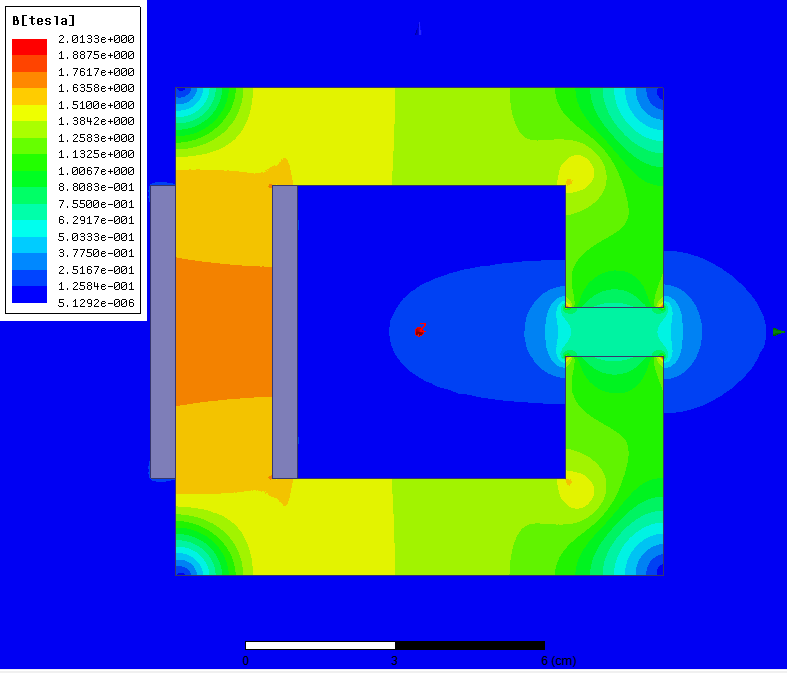 B[tesla]
2.0133e+000
1.8875e+000
1.7617e+000
1.6358e+000
1.5100e+000
1.3842e+000
1.2583e+000
1.1325e+000
1.0067e+000
8.8083e-001
7.5500e-001
6.2917e-001
5.0333e-001
3.7750e-001
2.5167e-001
1.2584e-001
5.1292e-006
0 3 6 (cm)